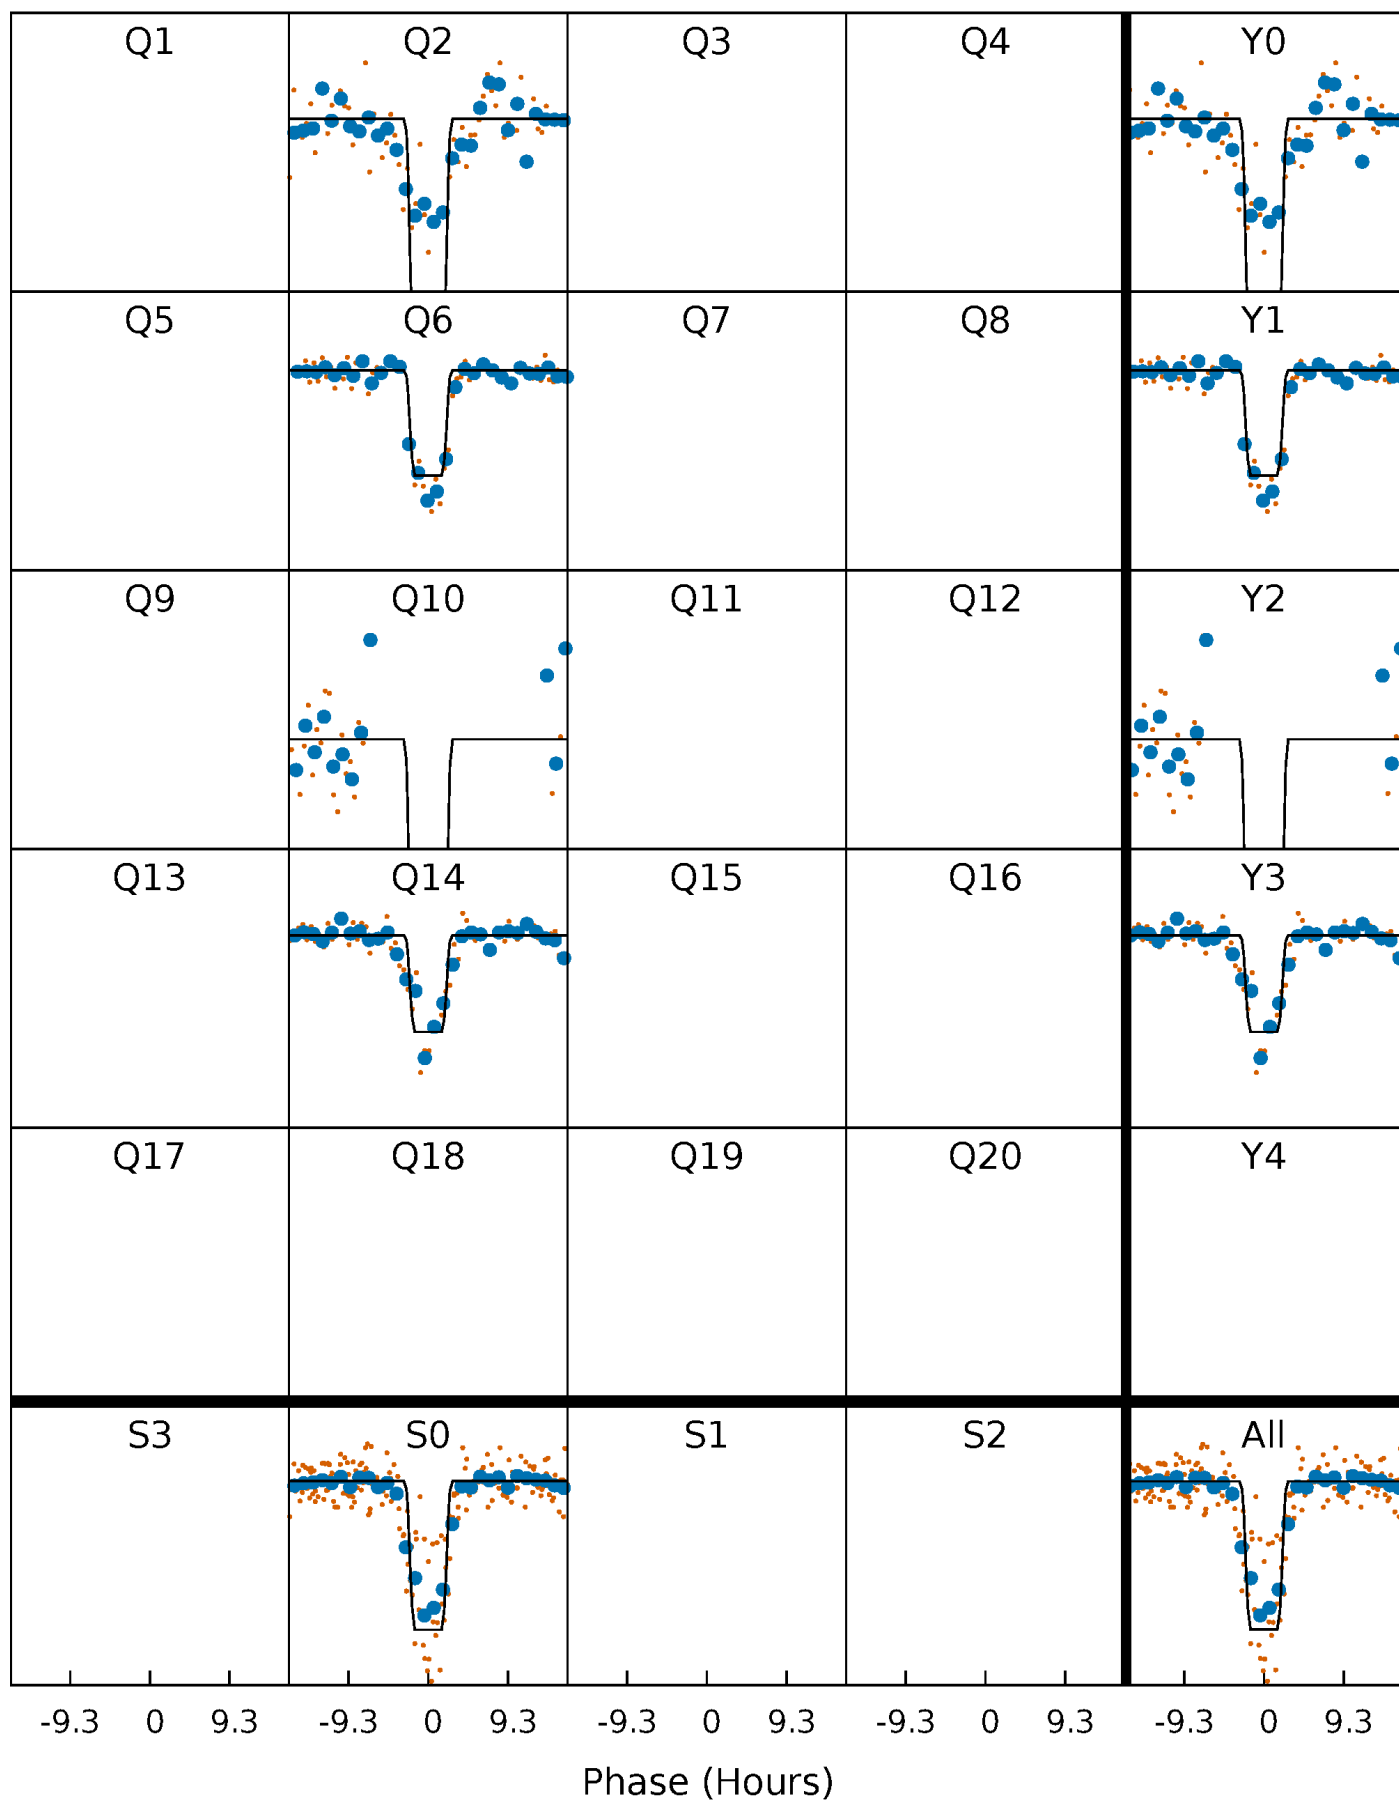 Q1 Q2 Q3 Q4 Y0
Q5 Q6 Q7 Q8 Y1
Q9 Q10 Q11 Q12 Y2
Q13 Q14 Q15 Q16 Y3
Q17 Q18 Q19 Q20 Y4
S3 S0 S1 S2 All
-9.3 0 9.3 -9.3 0 9.3 -9.3 0 9.3 -9.3 0 9.3 -9.3 0 9.3
Phase (Hours)